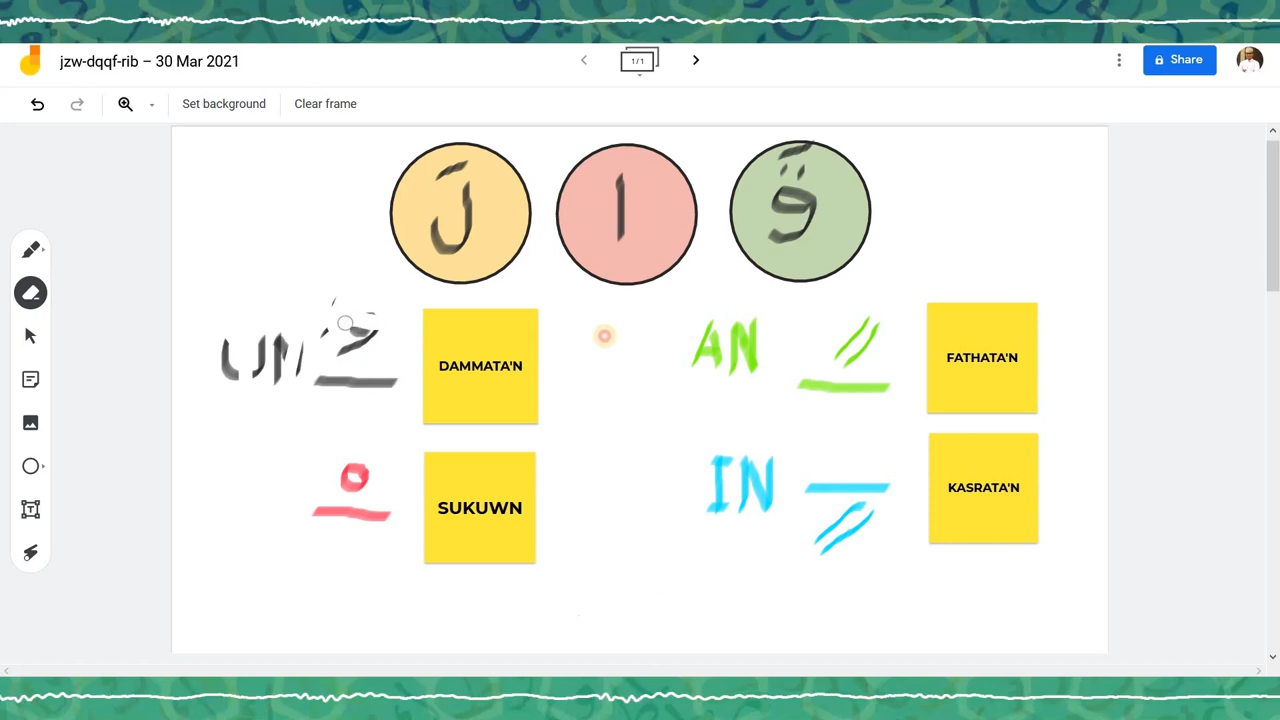 jzw-dqqf-rib – 30 Mar 2021
1/1
Share
Set background
Clear frame
قَ ا لَ
UN
DAMMATA'N
AN
FATHATA'N
SUKUWN
IN
KASRATA'N